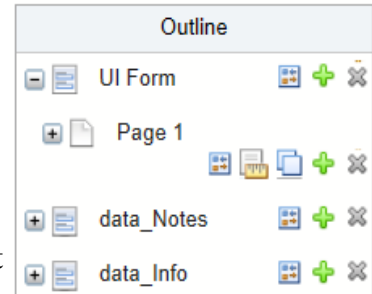 Outline
UI Form
Page 1
data_Notes
t
data_Info